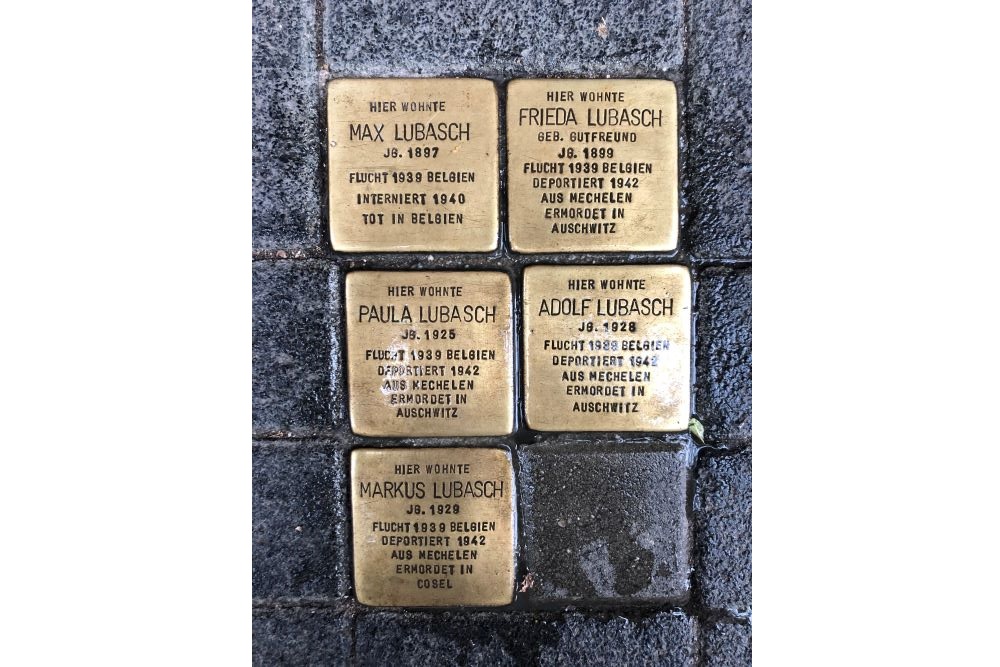 HIER WOHNTE
MAX LUBASCH
JG. 1897
FLUCHT 1939 BELGIEN
INTERNIERT 1940
TOT IN BELGIEN
HIER WOHNTE
FRIEDA LUBASCH
GEB. GUTFREUND
JG. 1899
FLUCHT 1939 BELGIEN
DEPORTIERT 1942
AUS MECHELEN
ERMORDET IN
AUSCHWITZ
HIER WOHNTE
PAULA LUBASCH
JG. 1925
FLUCHT 1939 BELGIEN
DEPORTIERT 1942
AUS MECHELEN
ERMORDET IN
AUSCHWITZ
HIER WOHNTE
ADOLF LUBASCH
JG. 1928
FLUCHT 1939 BELGIEN
DEPORTIERT 1942
AUS MECHELEN
ERMORDET IN
AUSCHWITZ
HIER WOHNTE
MARKUS LUBASCH
JG. 1929
FLUCHT 1939 BELGIEN
DEPORTIERT 1942
AUS MECHELEN
ERMORDET IN
COSEL